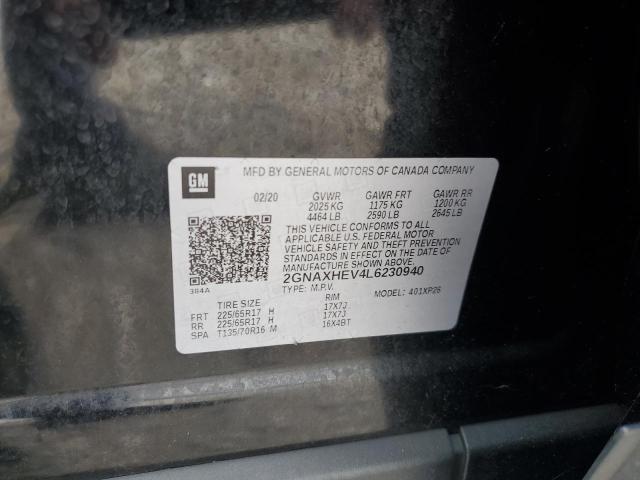 GM
MFD BY GENERAL MOTORS OF CANADA COMPANY
02/20 GVWR GAWR FRT GAWR RR
2025 KG 1175 KG 1200 KG
4464 LB 2590 LB 2645 LB
THIS VEHICLE CONFORMS TO ALL
APPLICABLE U.S. FEDERAL MOTOR
VEHICLE SAFETY AND THEFT PREVENTION
STANDARDS IN EFFECT ON THE DATE OF
MANUFACTURE SHOWN ABOVE.
2GNAXHEV4L6230940
384A
TYPE: M.P.V. MODEL: 401XP26
TIRE SIZE RIM
FRT 225/65R17 H 17X7J
RR 225/65R17 H 17X7J
SPA T135/70R16 M 16X4BT